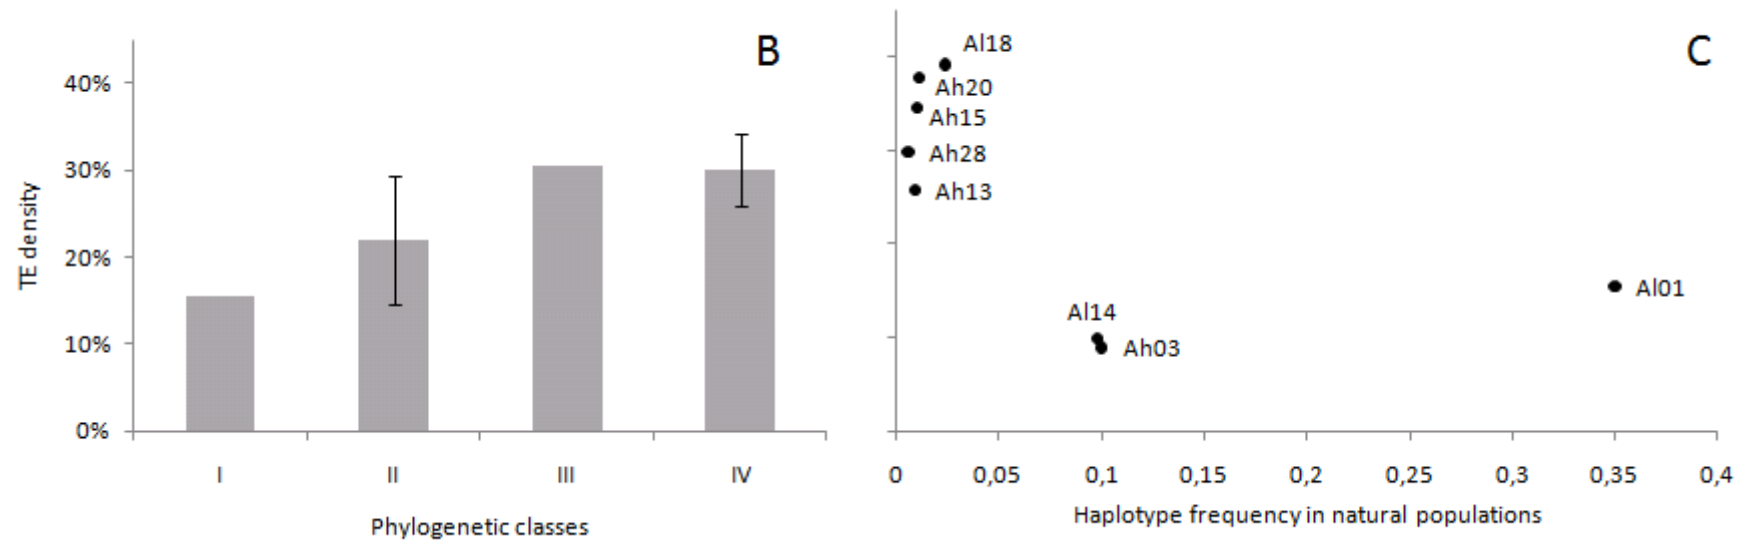 B
TE density
40%
30%
20%
10%
0%
I II III IV
Phylogenetic classes
C
Al18
Ah20
Ah15
Ah28
Ah13
Al01
Al14
Ah03
0 0,05 0,1 0,15 0,2 0,25 0,3 0,35 0,4
Haplotype frequency in natural populations